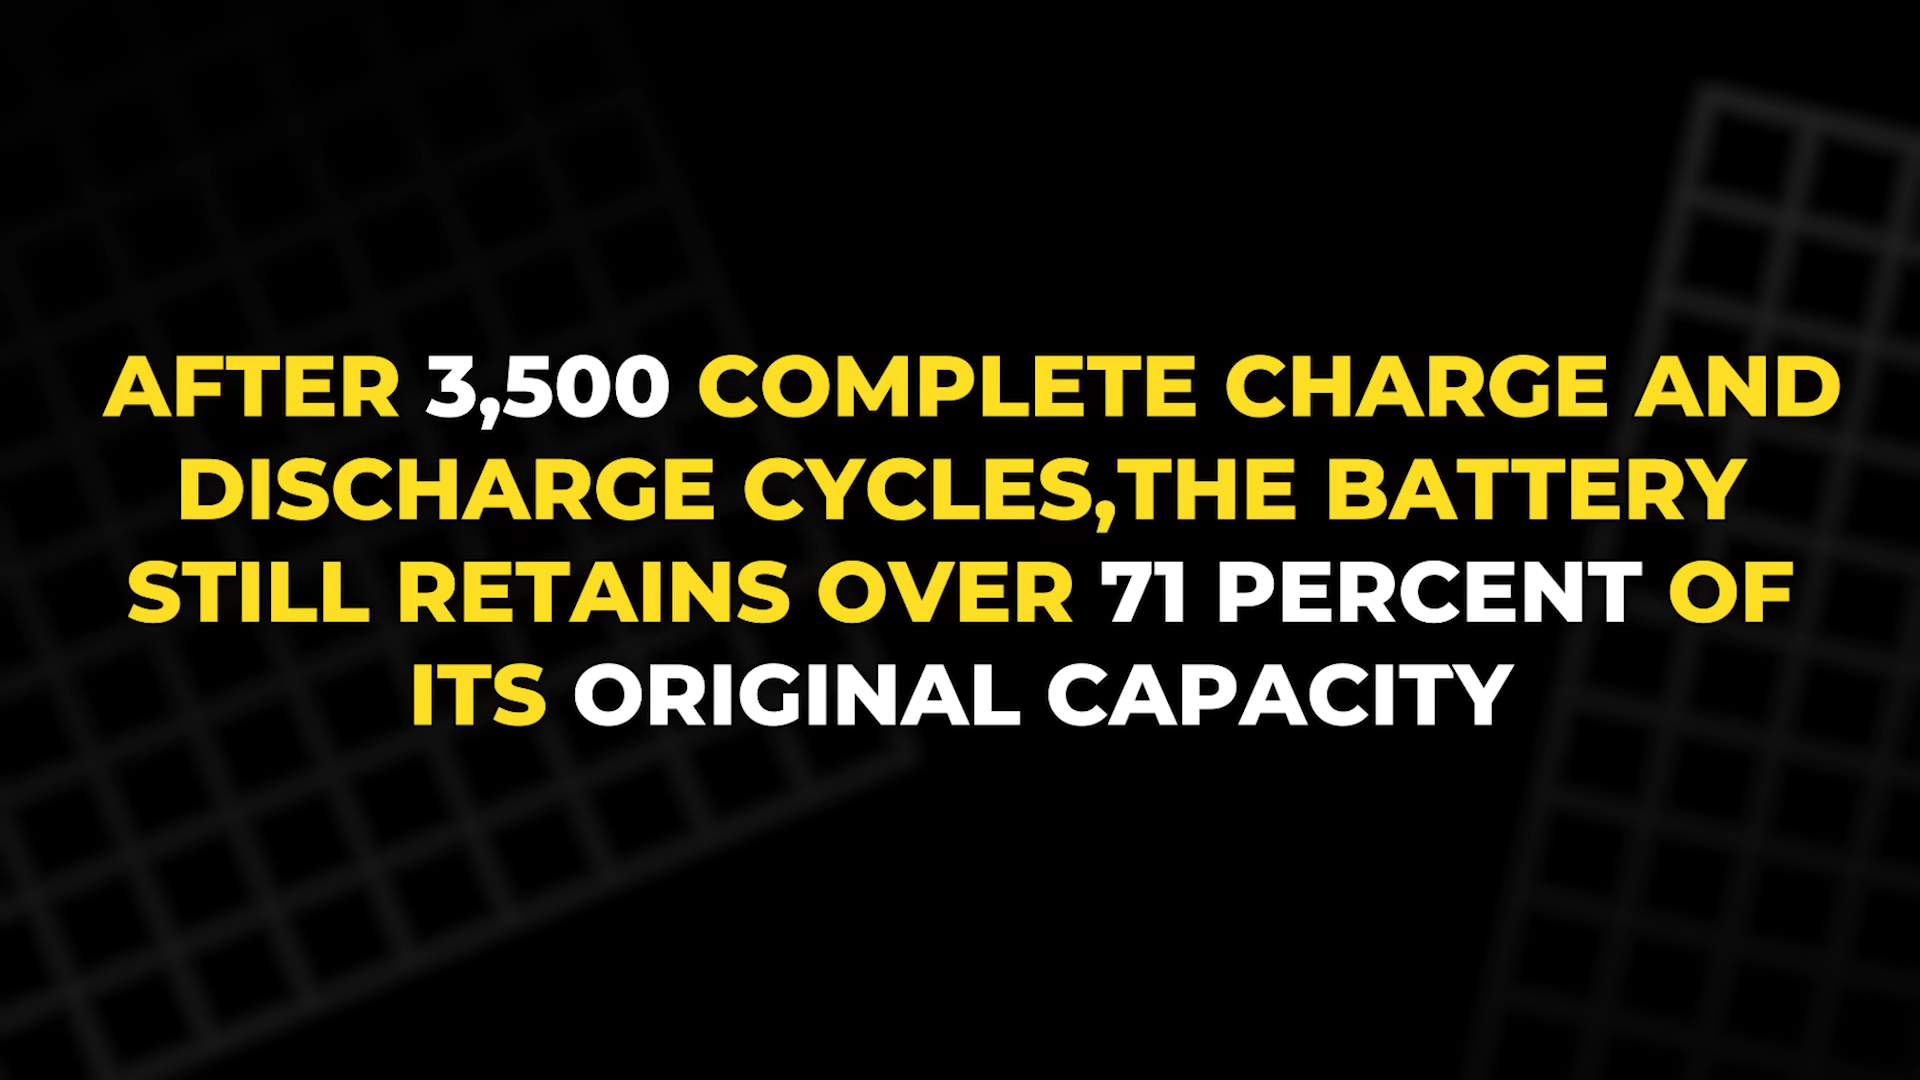 AFTER 3,500 COMPLETE CHARGE AND
DISCHARGE CYCLES,THE BATTERY
STILL RETAINS OVER 71 PERCENT OF
ITS ORIGINAL CAPACITY